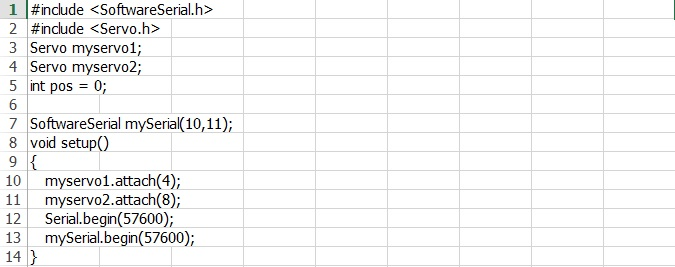 1 #include <SoftwareSerial.h>
2 #include <Servo.h>
3 Servo myservo1;
4 Servo myservo2;
5 int pos = 0;
6
7 SoftwareSerial mySerial(10,11);
8 void setup()
9 {
10 myservo1.attach(4);
11 myservo2.attach(8);
12 Serial.begin(57600);
13 mySerial.begin(57600);
14 }